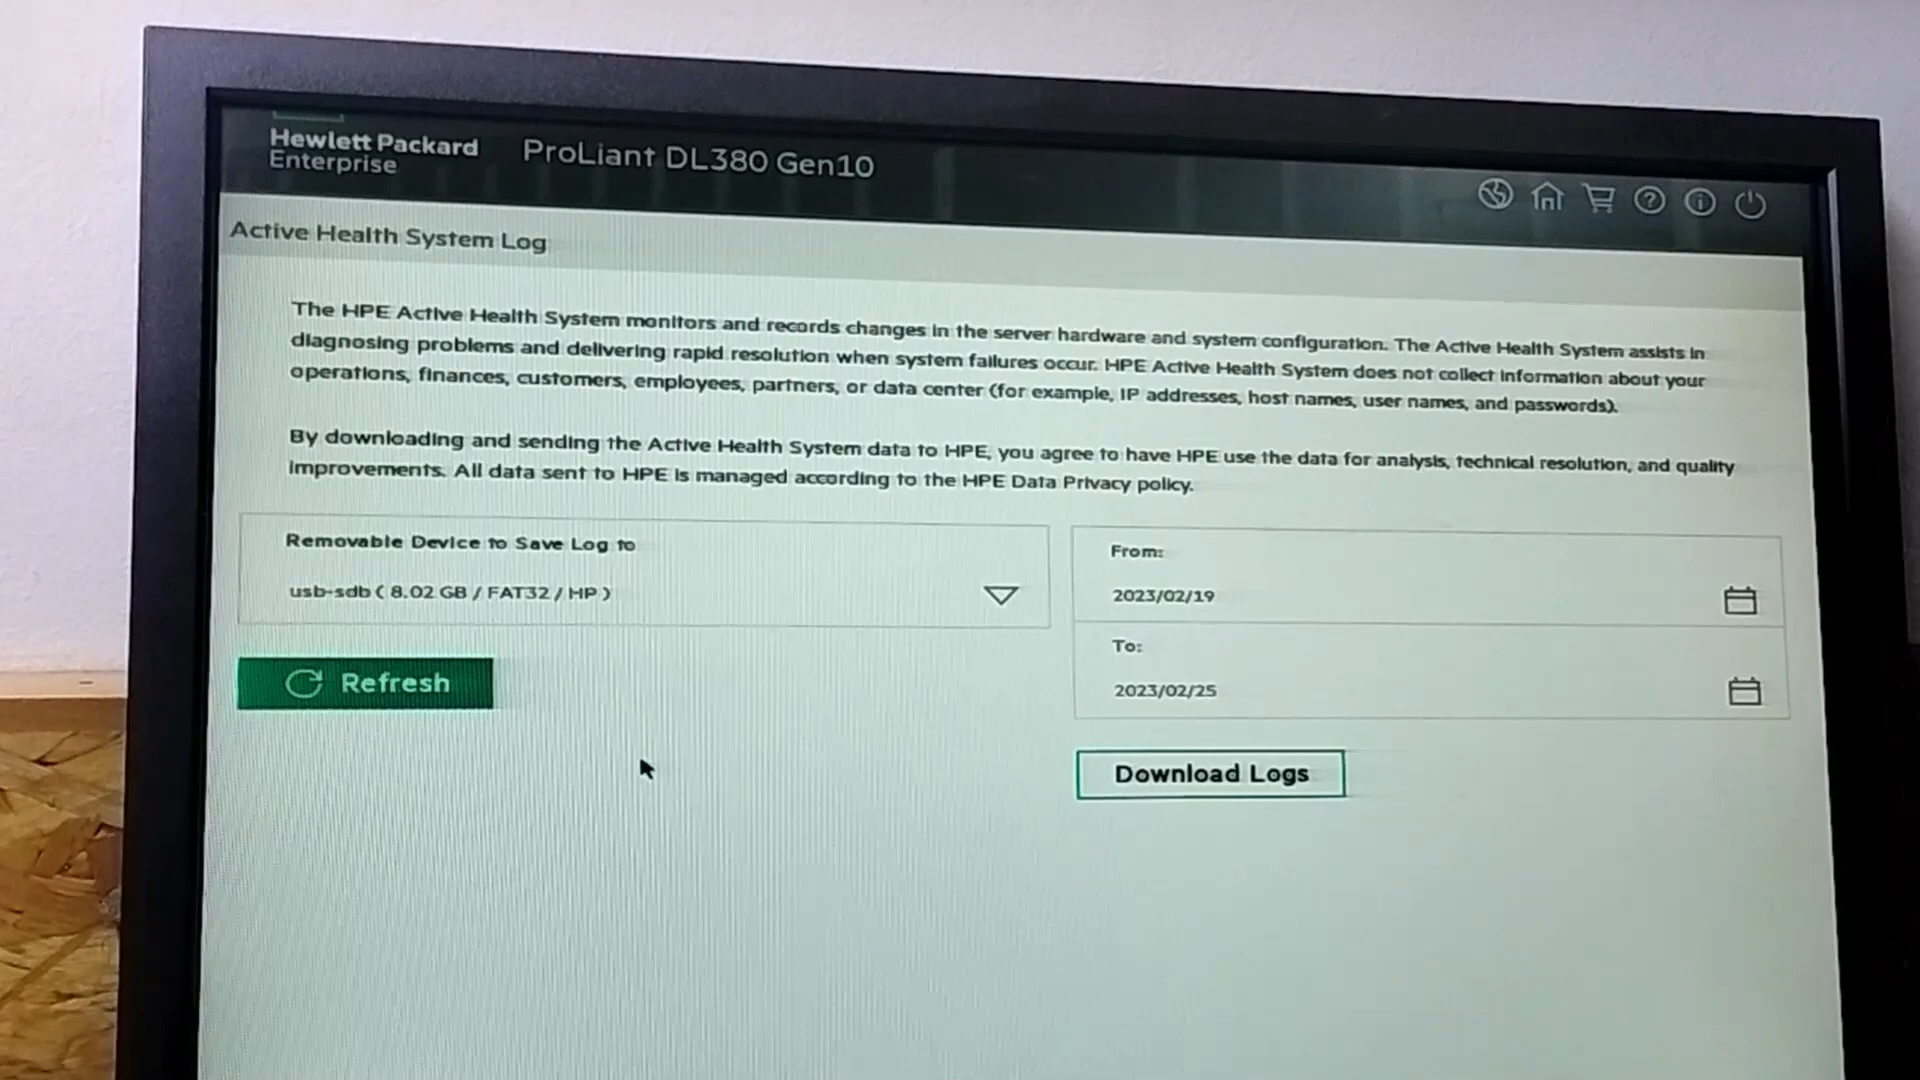 Hewlett Packard
Enterprise
ProLiant DL380 Gen10
Active Health System Log
The HPE Active Health System monitors and records changes in the server hardware and system configuration. The Active Health System assists in
diagnosing problems and delivering rapid resolution when system failures occur. HPE Active Health System does not collect information about your
operations, finances, customers, employees, partners, or data center (for example, IP addresses, host names, user names, and passwords).
By downloading and sending the Active Health System data to HPE, you agree to have HPE use the data for analysis, technical resolution, and quality
improvements. All data sent to HPE is managed according to the HPE Data Privacy policy.
Removable Device to Save Log to
usb-sdb ( 8.02 GB / FAT32 / HP )
Refresh
From:
2023/02/19
To:
2023/02/25
Download Logs